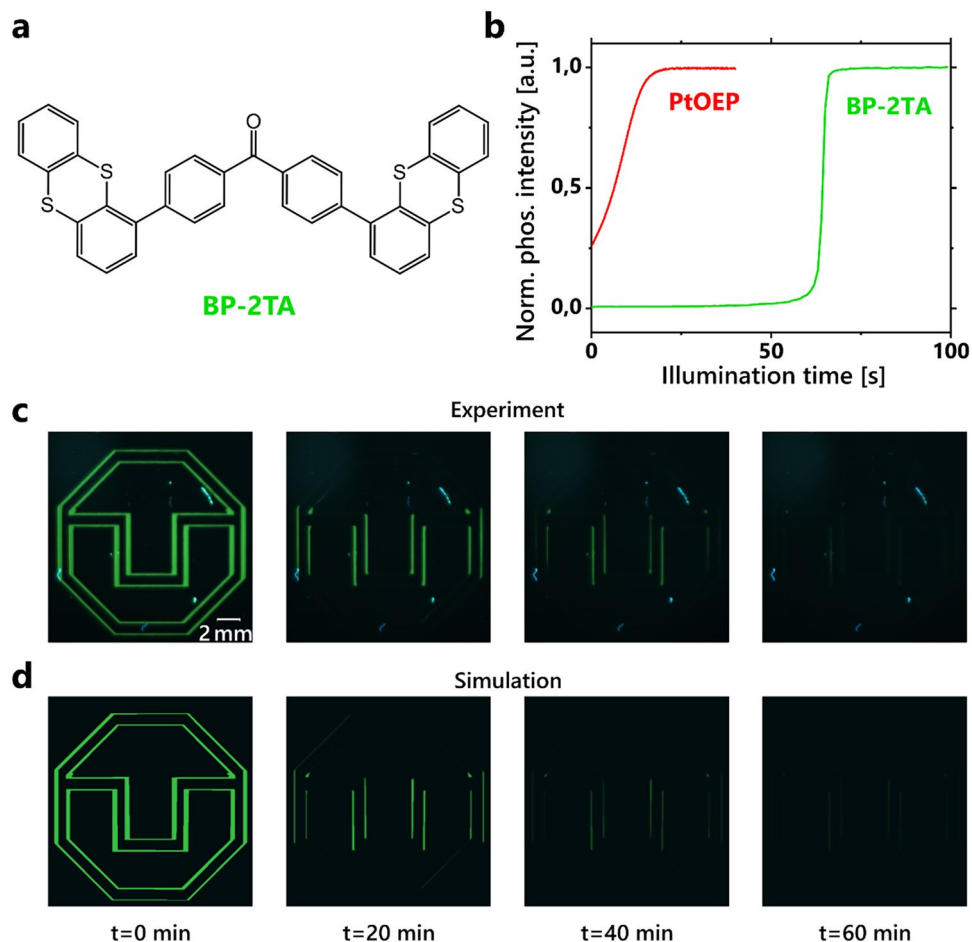 a
O
S
S
S
S
BP-2TA
b
Norm. phos. intensity [a.u.]
1,0
0,5
0,0
PtOEP
BP-2TA
0
50
100
Illumination time [s]
c
Experiment
2 mm
d
Simulation
t=0 min
t=20 min
t=40 min
t=60 min